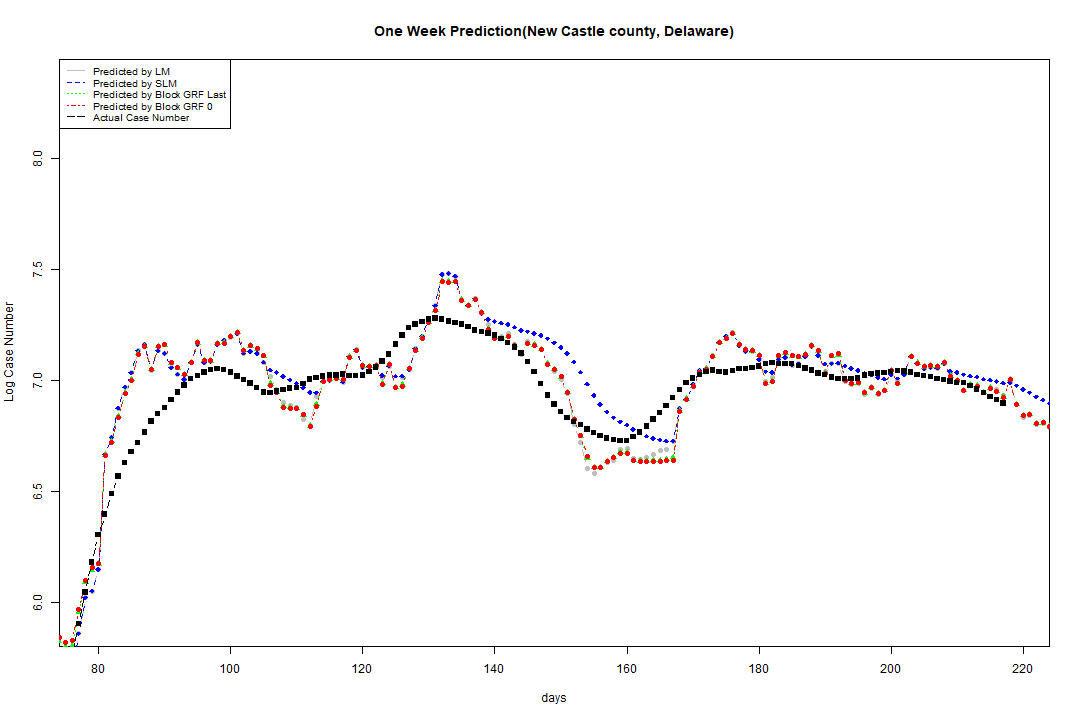 One Week Prediction(New Castle county, Delaware)
Predicted by LM
Predicted by SLM
Predicted by Block GRF Last
Predicted by Block GRF 0
Actual Case Number
8.0
7.5
7.0
6.5
6.0
Log Case Number
80 100 120 140 160 180 200 220
days